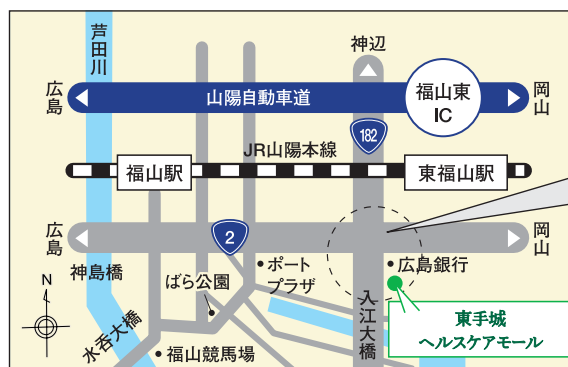 芦田川
神辺
広島
山陽自動車道
福山東
IC
岡山
182
JR山陽本線
福山駅
東福山駅
広島
2
岡山
神島橋
ばら公園
ポート
プラザ
広島銀行
N
水呑大橋
入江大橋
福山競馬場
東手城
ヘルスケアモール